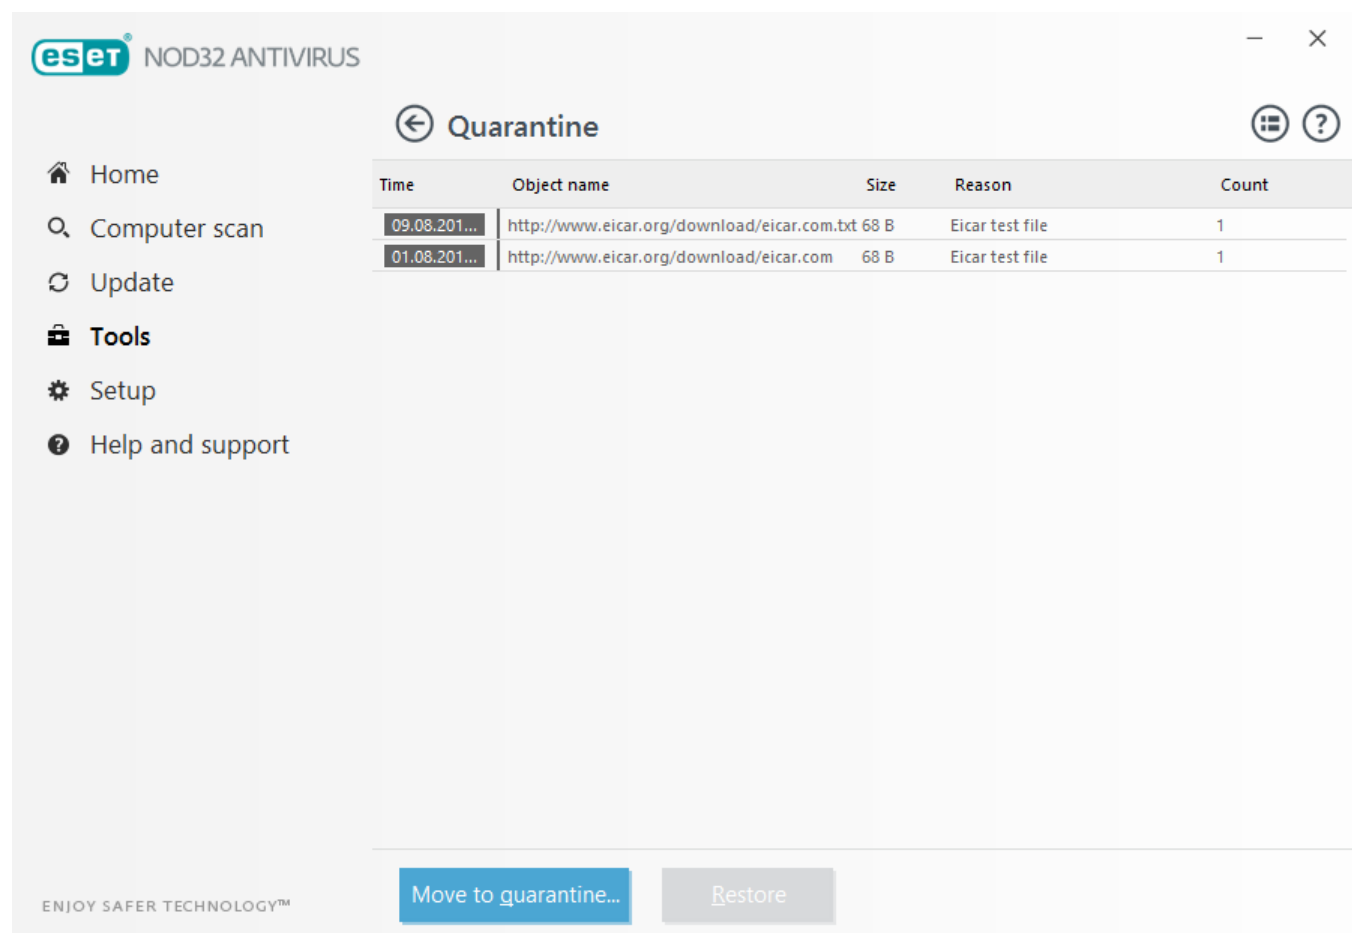 eset® NOD32 ANTIVIRUS
Quarantine
Home
Computer scan
Update
Tools
Setup
Help and support
Time Object name Size Reason Count
09.08.201... http://www.eicar.org/download/eicar.com.txt 68 B Eicar test file 1
01.08.201... http://www.eicar.org/download/eicar.com 68 B Eicar test file 1
Move to quarantine... Restore
ENJOY SAFER TECHNOLOGY™